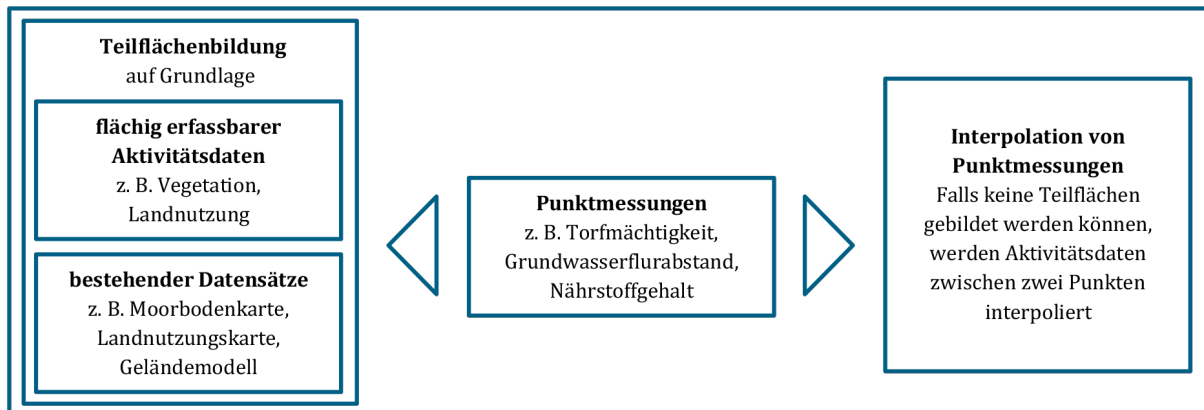 Teilflächenbildung
auf Grundlage
flächig erfassbarer
Aktivitätsdaten
z. B. Vegetation,
Landnutzung
bestehender Datensätze
z. B. Moorbodenkarte,
Landnutzungskarte,
Geländemodell
Punktmessungen
z. B. Torfmächtigkeit,
Grundwasserflurabstand,
Nährstoffgehalt
Interpolation von
Punktmessungen
Falls keine Teilflächen
gebildet werden können,
werden Aktivitätsdaten
zwischen zwei Punkten
interpoliert